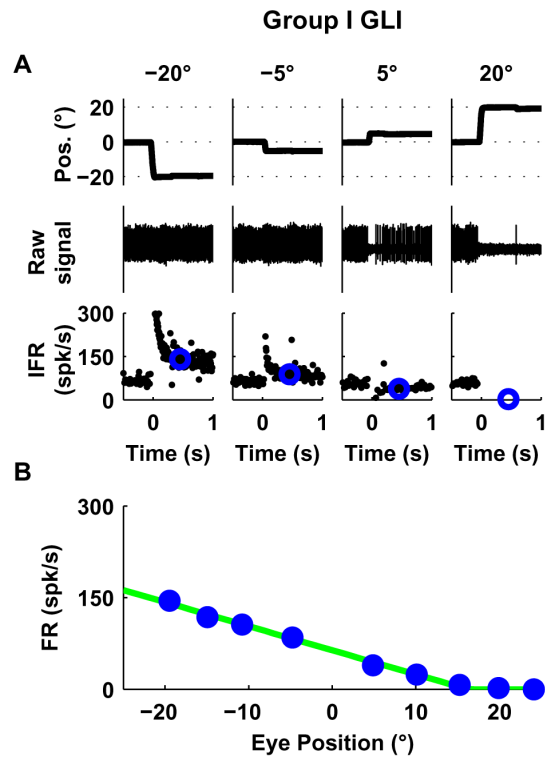 Group I GLI
A
−20° −5° 5° 20°
Pos. (°)
20
0
−20
Raw signal
IFR (spk/s)
300
150
0
0 1 0 1 0 1 0 1
Time (s) Time (s) Time (s) Time (s)
B
FR (spk/s)
300
150
0
−20 −10 0 10 20
Eye Position (°)